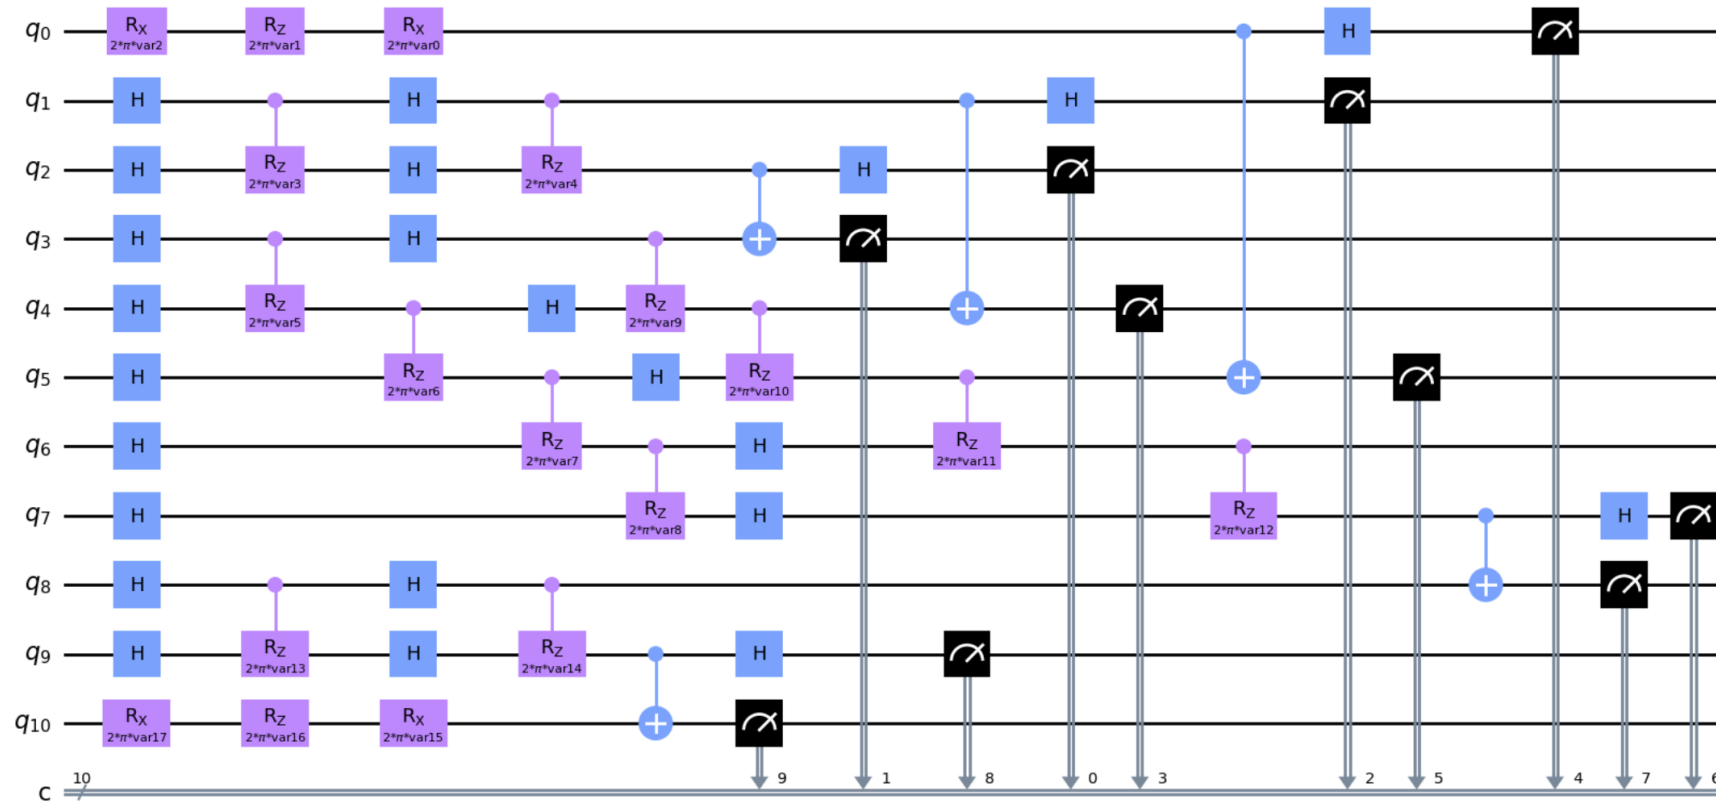 q0 RX 2*π*var2 RZ 2*π*var1 RX 2*π*var0 H
q1 H H H
q2 H RZ 2*π*var3 H RZ 2*π*var4 H
q3 H H
q4 H RZ 2*π*var5 H RZ 2*π*var9
q5 H RZ 2*π*var6 H RZ 2*π*var10
q6 H RZ 2*π*var7 H RZ 2*π*var11
q7 H RZ 2*π*var8 H RZ 2*π*var12 H
q8 H H
q9 H RZ 2*π*var13 H RZ 2*π*var14 H
q10 RX 2*π*var17 RZ 2*π*var16 RX 2*π*var15
10 9 1 8 0 3 2 5 4 7 6
c